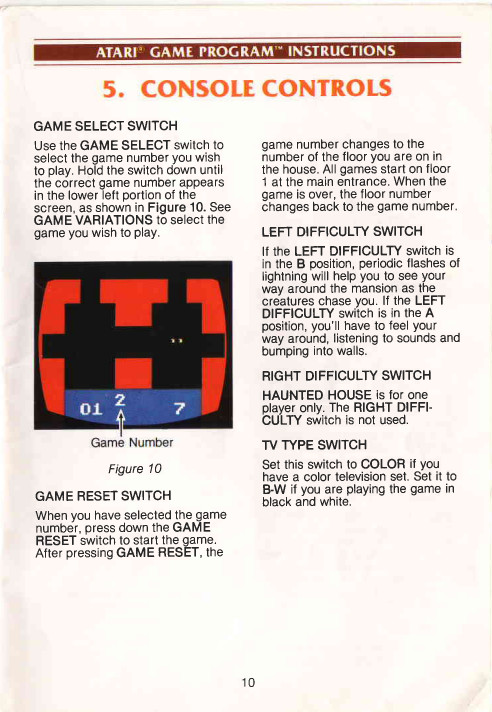 ATARI® GAME PROGRAM™ INSTRUCTIONS
5. CONSOLE CONTROLS
GAME SELECT SWITCH
Use the GAME SELECT switch to
select the game number you wish
to play. Hold the switch down until
the correct game number appears
in the lower left portion of the
screen, as shown in Figure 10. See
GAME VARIATIONS to select the
game you wish to play.
01 2 7
Game Number
Figure 10
GAME RESET SWITCH
When you have selected the game
number, press down the GAME
RESET switch to start the game.
After pressing GAME RESET, the
game number changes to the
number of the floor you are on in
the house. All games start on floor
1 at the main entrance. When the
game is over, the floor number
changes back to the game number.
LEFT DIFFICULTY SWITCH
If the LEFT DIFFICULTY switch is
in the B position, periodic flashes of
lightning will help you to see your
way around the mansion as the
creatures chase you. If the LEFT
DIFFICULTY switch is in the A
position, you'll have to feel your
way around, listening to sounds and
bumping into walls.
RIGHT DIFFICULTY SWITCH
HAUNTED HOUSE is for one
player only. The RIGHT DIFFI-
CULTY switch is not used.
TV TYPE SWITCH
Set this switch to COLOR if you
have a color television set. Set it to
B-W if you are playing the game in
black and white.
10